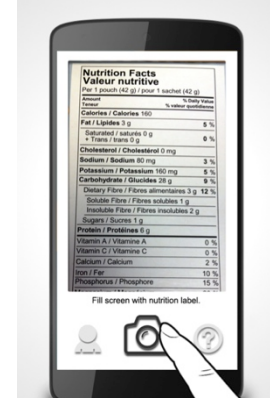 Nutrition Facts
Valeur nutritive
Per 1 pouch (42 g) / pour 1 sachet (42 g)
Amount % Daily Value
Teneur % valeur quotidienne
Calories / Calories 160
Fat / Lipides 3 g 5 %
Saturated / saturés 0 g
+ Trans / trans 0 g 0 %
Cholesterol / Cholestérol 0 mg
Sodium / Sodium 80 mg 3 %
Potassium / Potassium 160 mg 5 %
Carbohydrate / Glucides 28 g 9 %
Dietary Fibre / Fibres alimentaires 3 g 12 %
Soluble Fibre / Fibres solubles 1 g
Insoluble Fibre / Fibres insolubles 2 g
Sugars / Sucres 1 g
Protein / Protéines 6 g
Vitamin A / Vitamine A 0 %
Vitamin C / Vitamine C 0 %
Calcium / Calcium 2 %
Iron / Fer 10 %
Phosphorus / Phosphore 15 %
Fill screen with nutrition label.
?